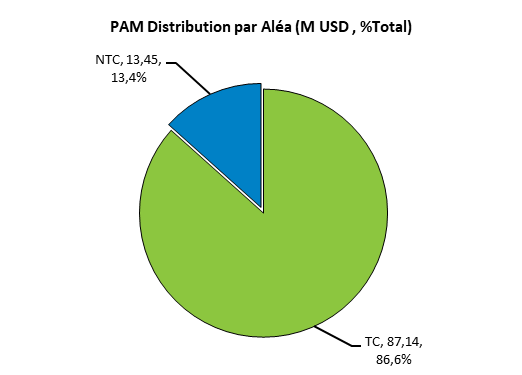 PAM Distribution par Aléa (M USD , %Total)
NTC, 13,45,
13,4%
TC, 87,14,
86,6%